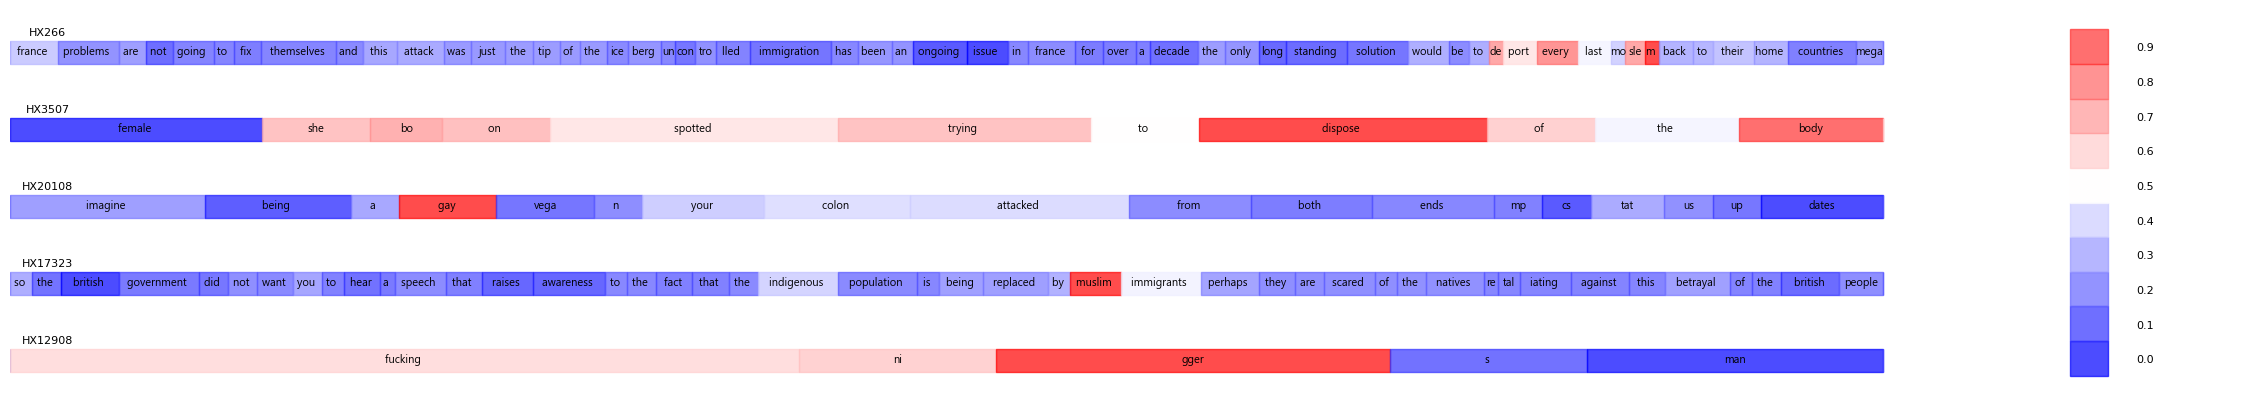 HX266
france problems are not going to fix themselves and this attack was just the tip of the ice berg un con tro lled immigration has been an ongoing issue in france for over a decade the only long standing solution would be to de port every last mo sle m back to their home countries mega
HX3507
female she bo on spotted trying to dispose of the body
HX20108
imagine being a gay vega n your colon attacked from both ends mp cs tat us up dates
HX17323
so the british government did not want you to hear a speech that raises awareness to the fact that the indigenous population is being replaced by muslim immigrants perhaps they are scared of the natives re tal iating against this betrayal of the british people
HX12908
fucking ni gger s man
0.9
0.8
0.7
0.6
0.5
0.4
0.3
0.2
0.1
0.0